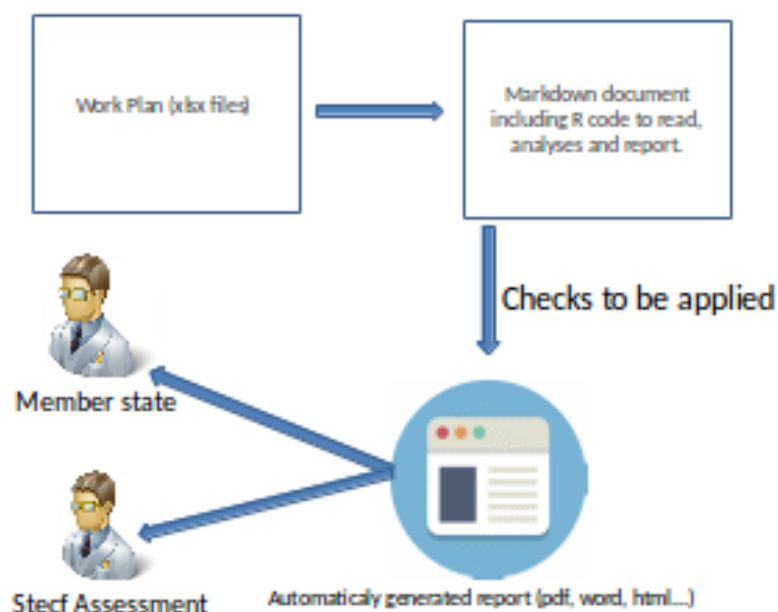 Work Plan (xlsx files)
Markdown document
including R code to read,
analyses and report.
Checks to be applied
Member state
Stecf Assessment
Automaticaly generated report (pdf, word, html...)